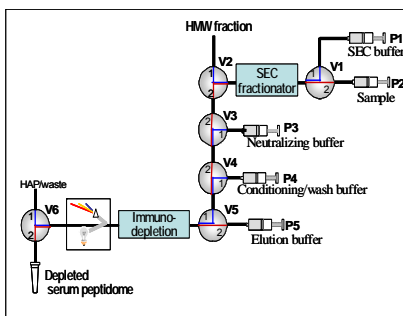 HMW fraction
P1
SEC buffer
V2
1
2
SEC
fractionator
V1
1
2
P2
Sample
V3
2
1
P3
Neutralizing buffer
V4
2
1
P4
Conditioning/wash buffer
HAP/waste
V6
1
2
Immuno-
depletion
V5
1
2
P5
Elution buffer
Depleted
serum peptidome